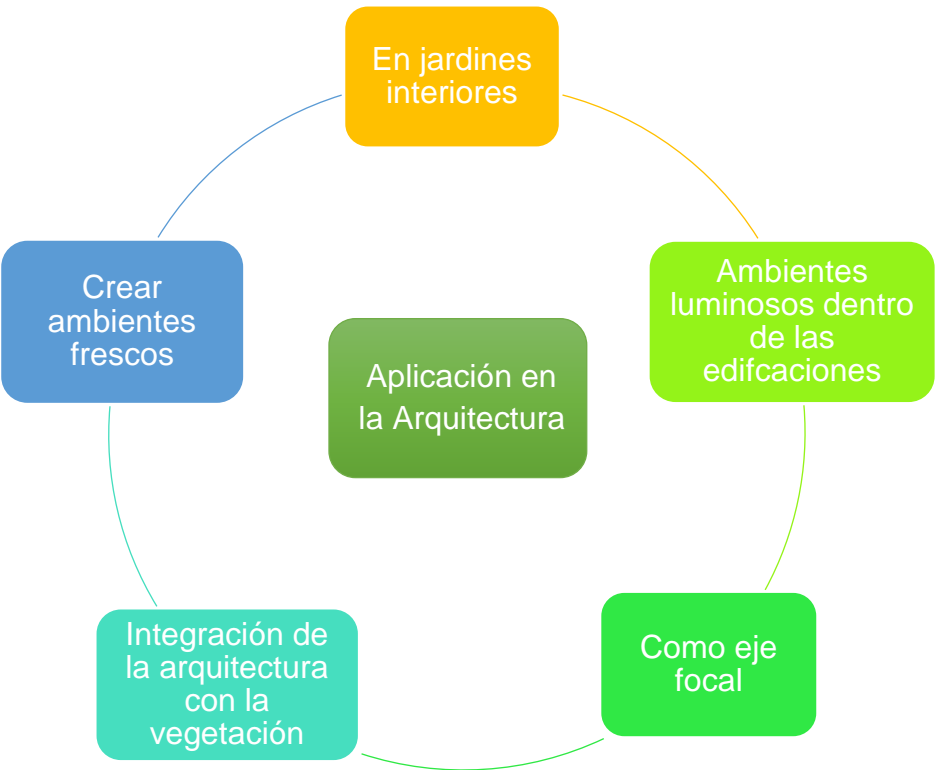 En jardines
interiores
Ambientes
luminosos dentro
de las
edifcaciones
Como eje
focal
Integración de
la arquitectura
con la
vegetación
Crear
ambientes
frescos
Aplicación en
la Arquitectura